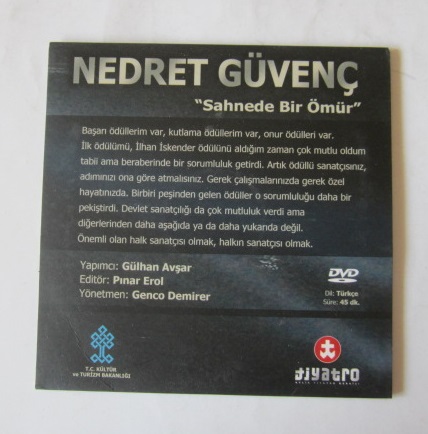 NEDRET GÜVENÇ
"Sahnede Bir Ömür"
Başarı ödüllerim var, kutlama ödüllerim var, onur ödülleri var.
İlk ödülümü, İlhan İskender ödülünü aldığım zaman çok mutlu oldum
tabii ama beraberinde bir sorumluluk getirdi. Artık ödüllü sanatçısınız,
adımınızı ona göre atmalısınız. Gerek çalışmalarınızda gerek özel
hayatınızda. Birbiri peşinden gelen ödüller o sorumluluğu daha bir
pekiştirdi. Devlet sanatçılığı da çok mutluluk verdi ama
diğerlerinden daha aşağıda ya da daha yukarıda değil.
Önemli olan halk sanatçısı olmak, halkın sanatçısı olmak.
Yapımcı: Gülhan Avşar
Editör: Pınar Erol
Yönetmen: Genco Demirer
DVD
Dil: Türkçe
Süre: 45 dk.
T.C. KÜLTÜR
ve TURİZM BAKANLIĞI
tiyatro